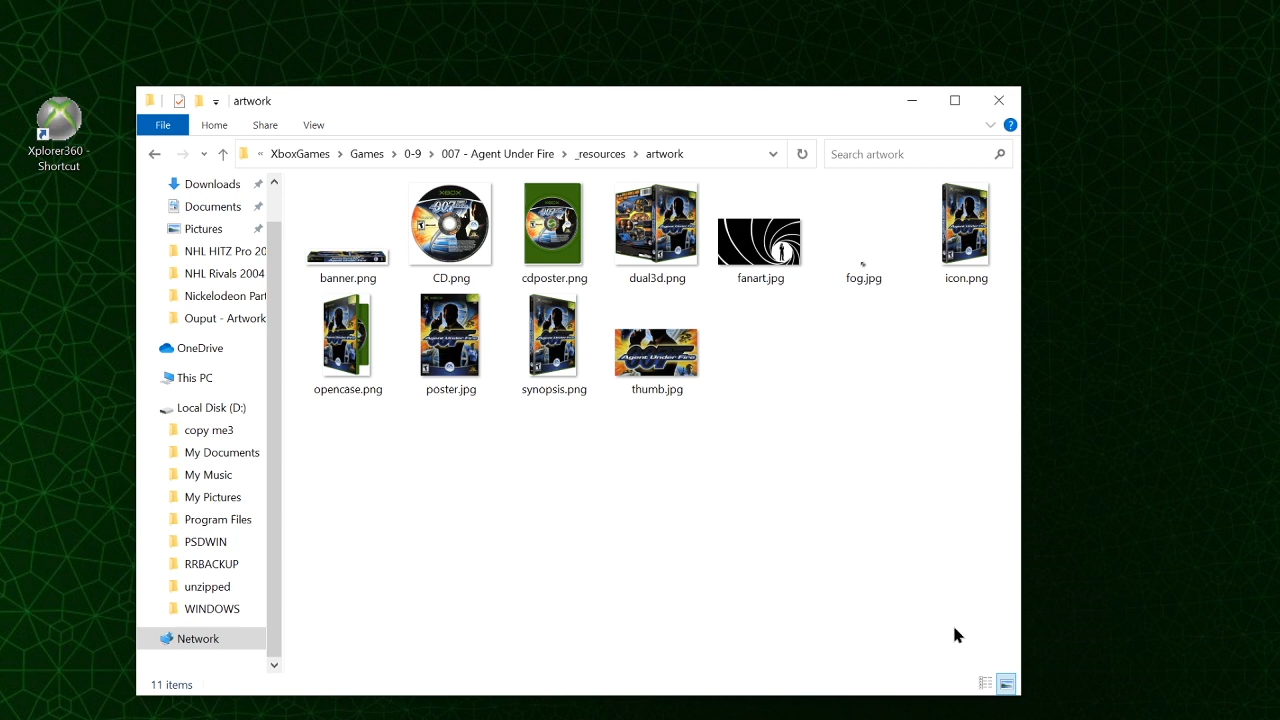 Xplorer360 -
Shortcut
artwork
File Home Share View
« XboxGames > Games > 0-9 > 007 - Agent Under Fire > _resources > artwork
Search artwork
Downloads
Documents
Pictures
NHL HITZ Pro 20
NHL Rivals 2004
Nickelodeon Part
Ouput - Artwork
OneDrive
This PC
Local Disk (D:)
copy me3
My Documents
My Music
My Pictures
Program Files
PSDWIN
RRBACKUP
unzipped
WINDOWS
Network
banner.png CD.png cdposter.png dual3d.png fanart.jpg fog.jpg icon.png
opencase.png poster.jpg synopsis.png thumb.jpg
Agent Under Fire
11 items